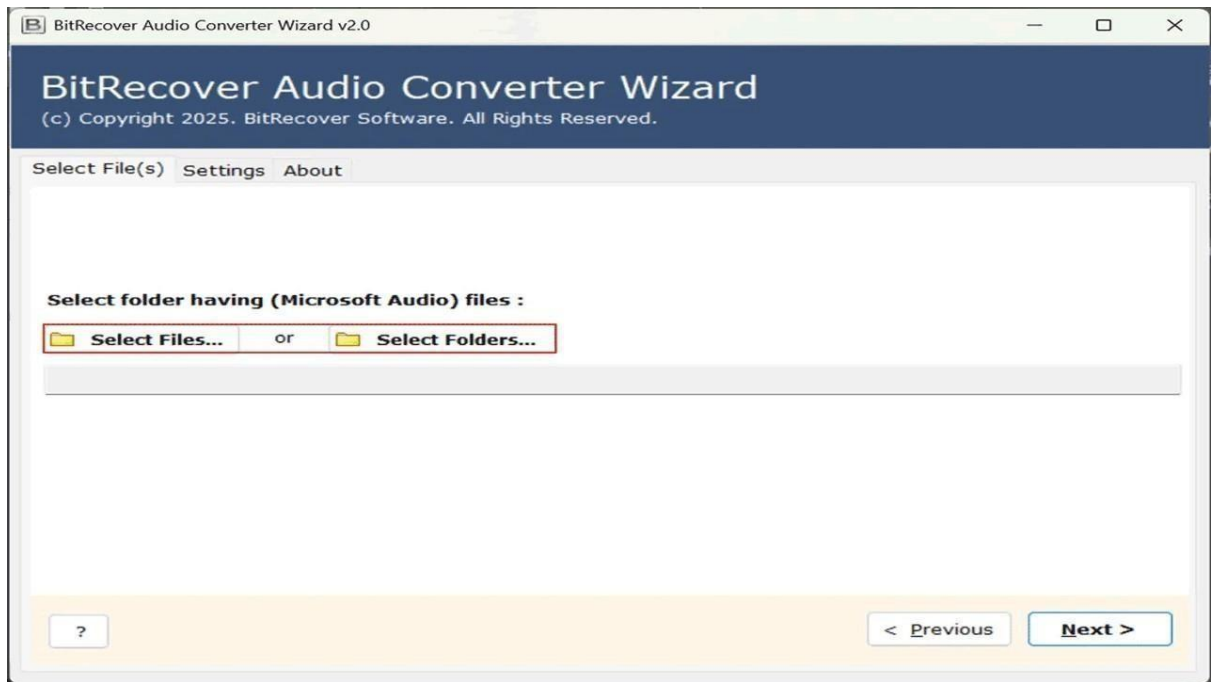 BitRecover Audio Converter Wizard v2.0
BitRecover Audio Converter Wizard
(c) Copyright 2025. BitRecover Software. All Rights Reserved.
Select File(s) Settings About
Select folder having (Microsoft Audio) files :
Select Files... or Select Folders...
? < Previous Next >